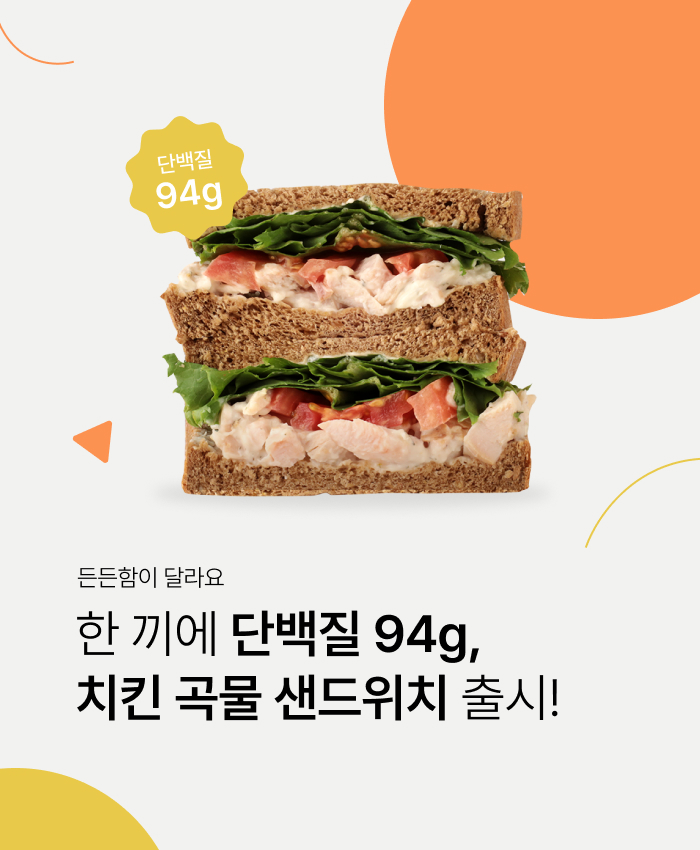 단백질
94g
든든함이 달라요
한 끼에 단백질 94g,
치킨 곡물 샌드위치 출시!